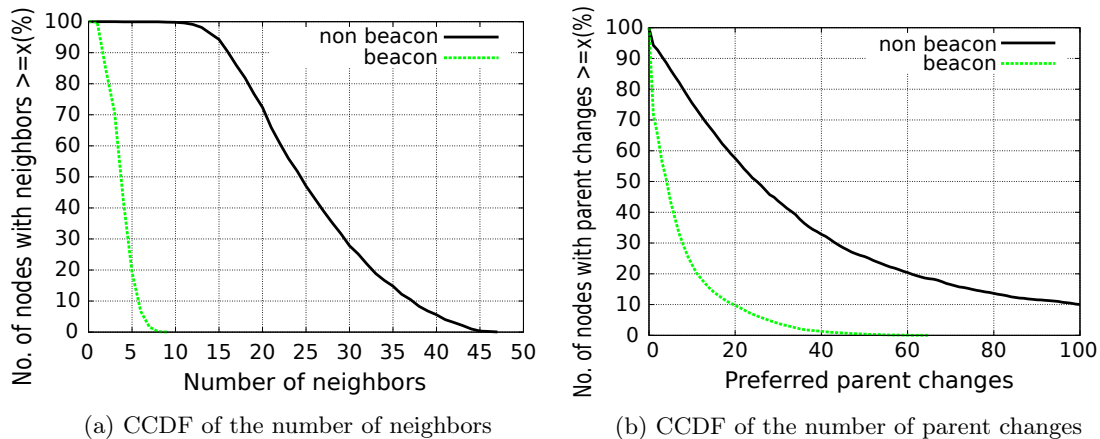 No. of nodes with neighbors >=x(%)
100
90
80
70
60
50
40
30
20
10
0
non beacon
beacon
0 5 10 15 20 25 30 35 40 45 50
Number of neighbors
(a) CCDF of the number of neighbors
No. of nodes with parent changes >=x(%)
100
90
80
70
60
50
40
30
20
10
0
non beacon
beacon
0 20 40 60 80 100
Preferred parent changes
(b) CCDF of the number of parent changes